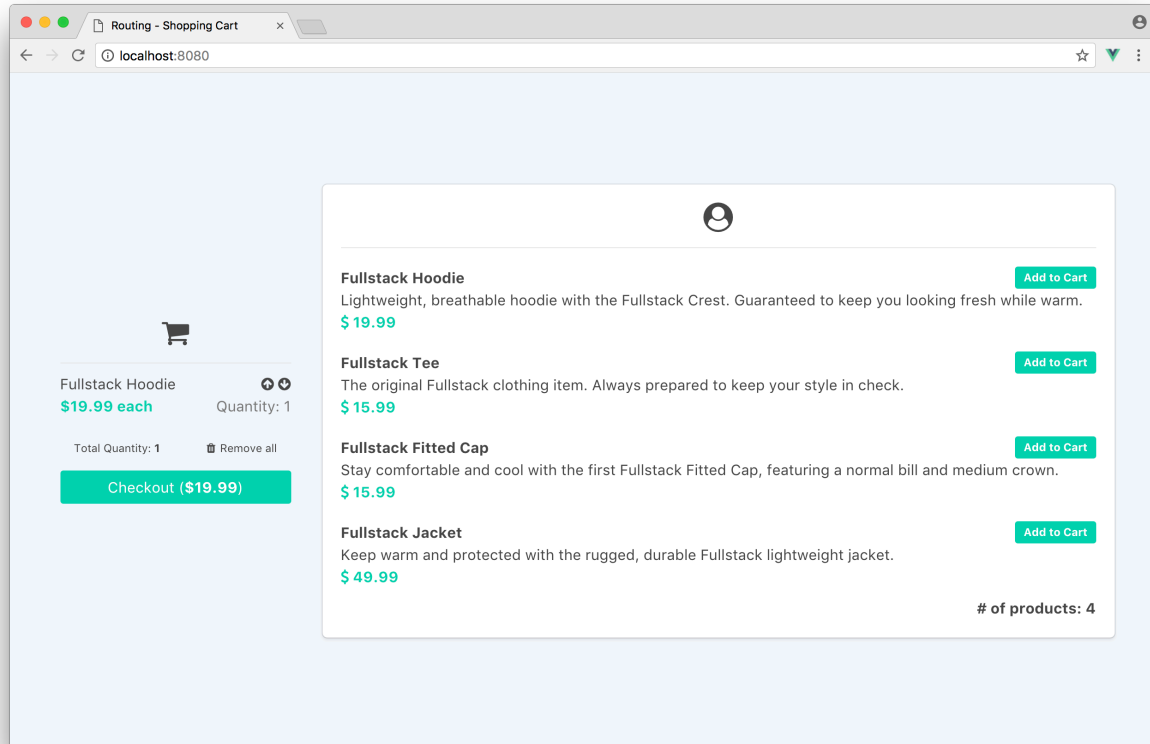 Routing - Shopping Cart
localhost:8080
Fullstack Hoodie
$19.99 each
Quantity: 1
Total Quantity: 1
Remove all
Checkout ($19.99)
Fullstack Hoodie
Add to Cart
Lightweight, breathable hoodie with the Fullstack Crest. Guaranteed to keep you looking fresh while warm.
$ 19.99
Fullstack Tee
Add to Cart
The original Fullstack clothing item. Always prepared to keep your style in check.
$ 15.99
Fullstack Fitted Cap
Add to Cart
Stay comfortable and cool with the first Fullstack Fitted Cap, featuring a normal bill and medium crown.
$ 15.99
Fullstack Jacket
Add to Cart
Keep warm and protected with the rugged, durable Fullstack lightweight jacket.
$ 49.99
# of products: 4